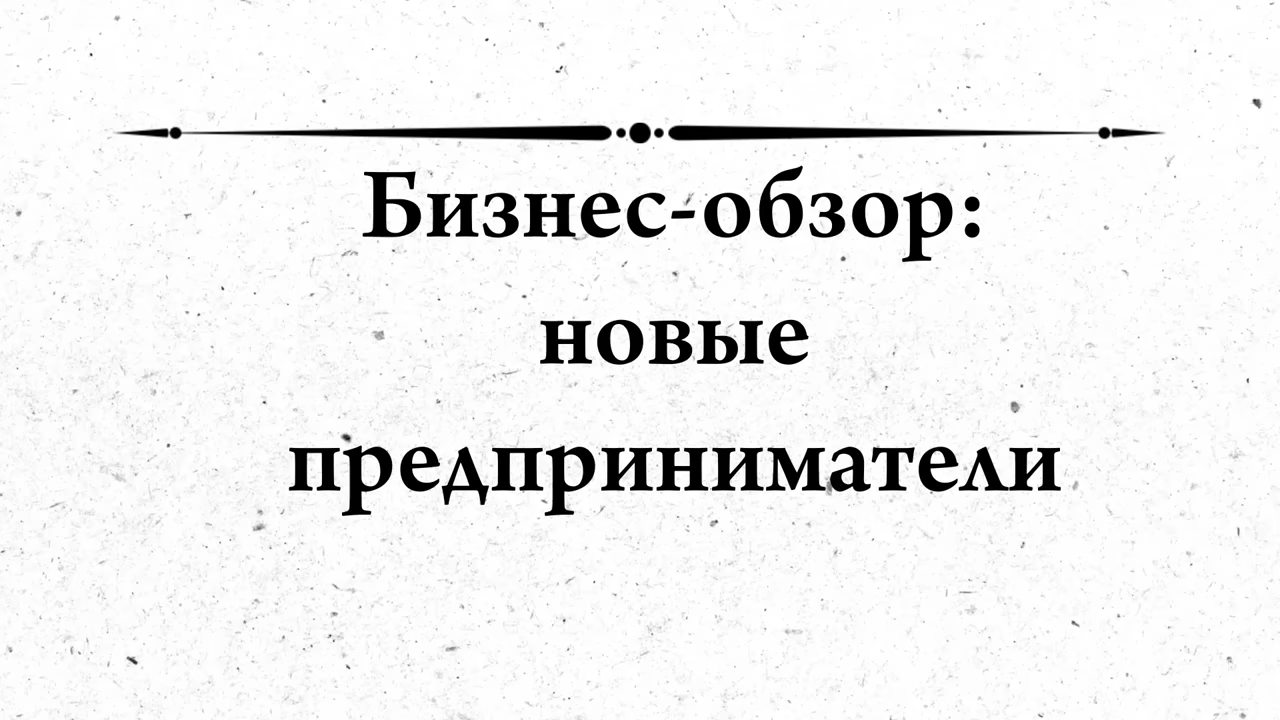 Бизнес-обзор:
новые
предприниматели